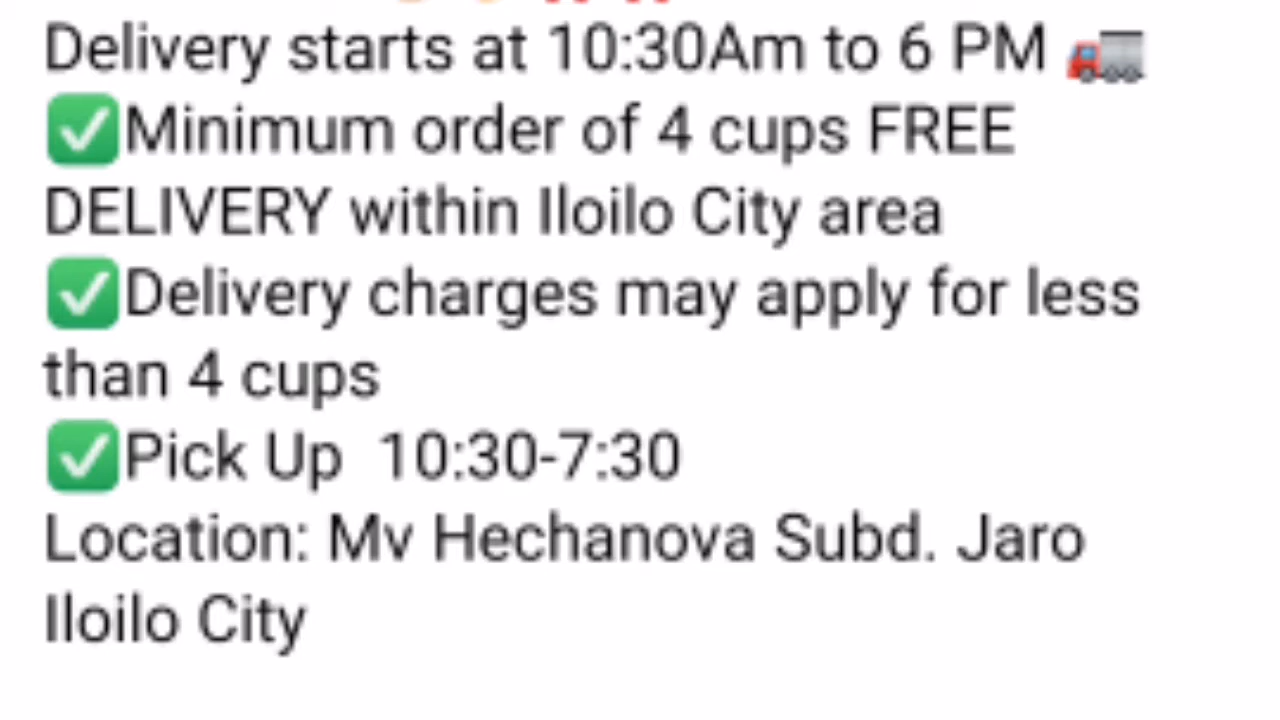 Delivery starts at 10:30Am to 6 PM 🚛
✅Minimum order of 4 cups FREE
DELIVERY within Iloilo City area
✅Delivery charges may apply for less
than 4 cups
✅Pick Up  10:30-7:30
Location: Mv Hechanova Subd. Jaro
Iloilo City